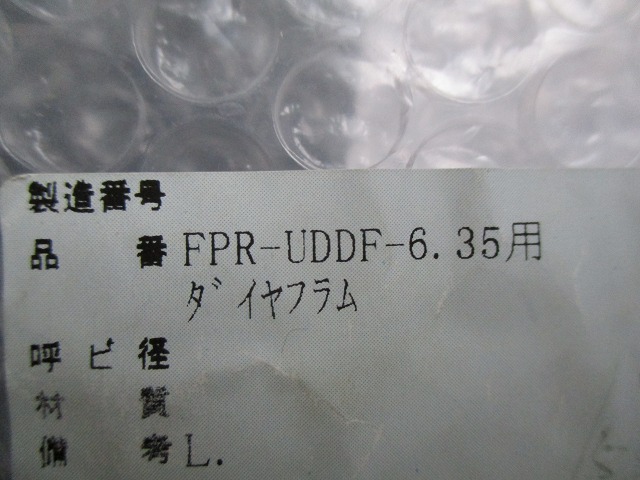 製造番号
品番 FPR-UDDF-6.35用
ﾀﾞｲﾔﾌﾗﾑ
呼ビ径
材質
備考 L.